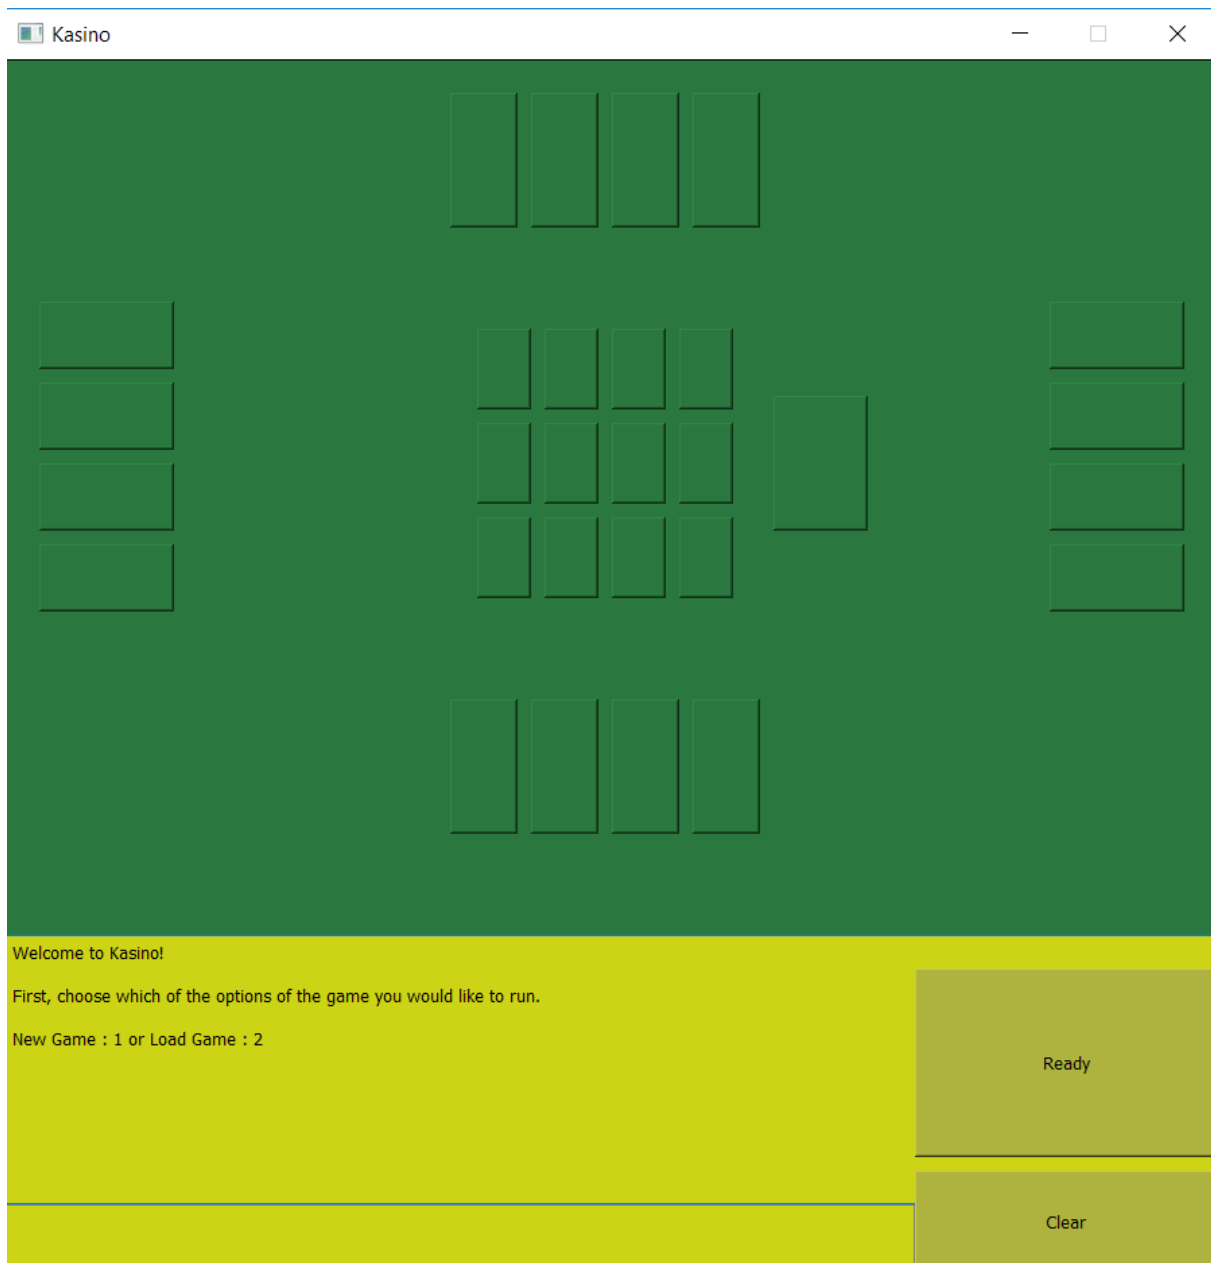 Kasino
Welcome to Kasino!
First, choose which of the options of the game you would like to run.
New Game : 1 or Load Game : 2
Ready
Clear